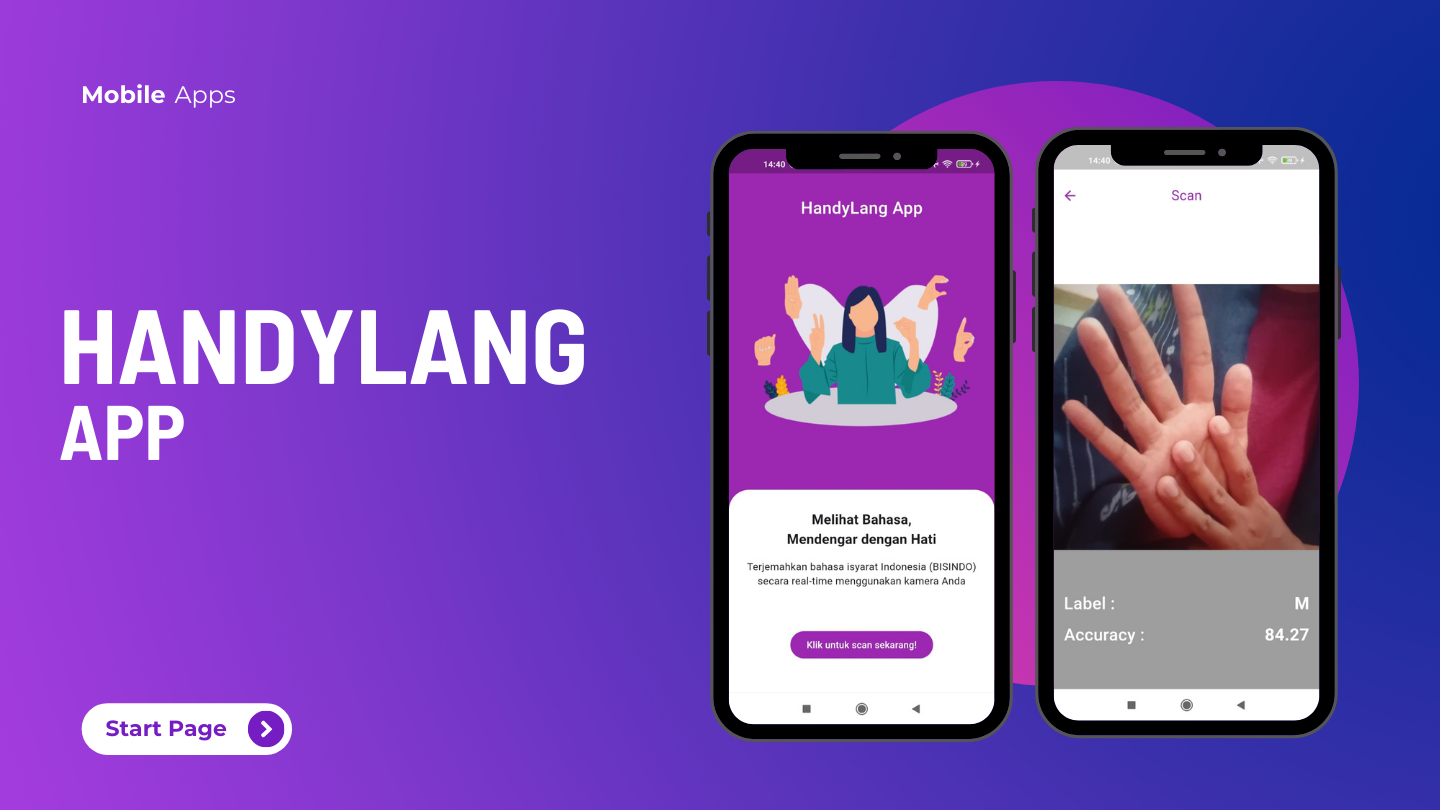 Mobile Apps
HANDYLANG
APP
Start Page
14:40
HandyLang App
Melihat Bahasa,
Mendengar dengan Hati
Terjemahkan bahasa isyarat Indonesia (BISINDO)
secara real-time menggunakan kamera Anda
Klik untuk scan sekarang!
14:40
Scan
Label : M
Accuracy : 84.27